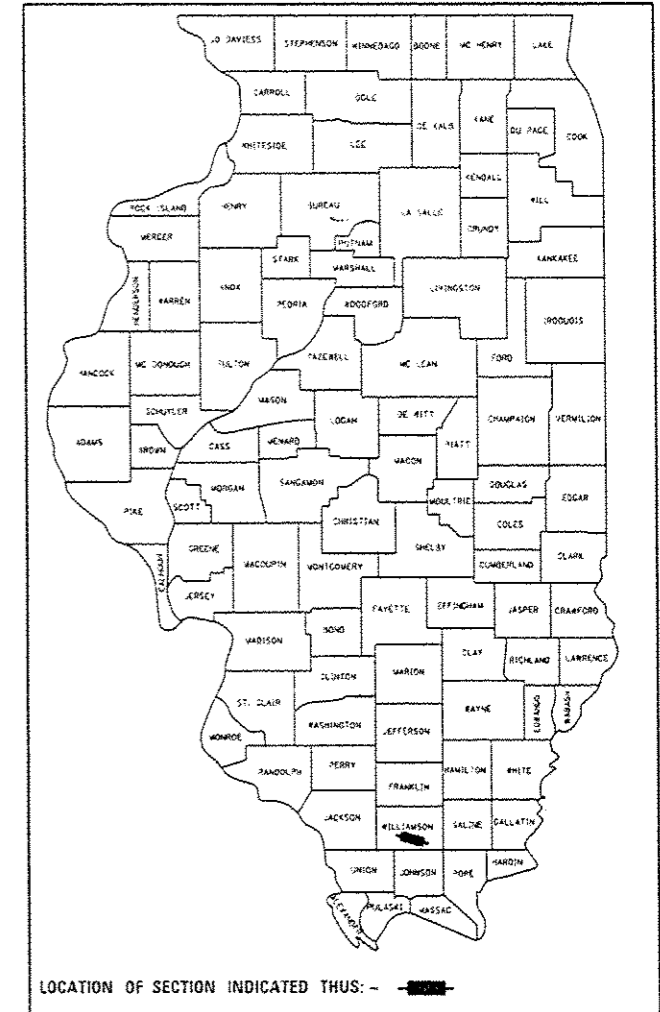 JO DAVIESS STEPHENSON WINNEBAGO BOONE MC HENRY LAKE
CARROLL OGLE DE KALB KANE DU PAGE COOK
WHITESIDE LEE
KENDALL WILL
ROCK ISLAND HENRY BUREAU LA SALLE
MERCER PUTNAM GRUNDY
STARK MARSHALL KANKAKEE
HENDERSON WARREN KNOX PEORIA WOODFORD LIVINGSTON IROQUOIS
HANCOCK MC DONOUGH FULTON TAZEWELL MC LEAN FORD
SCHUYLER MASON LOGAN DE WITT CHAMPAIGN VERMILION
ADAMS BROWN CASS MENARD MACON PIATT
PIKE SCOTT MORGAN SANGAMON MOULTRIE DOUGLAS EDGAR
CHRISTIAN COLES
CALHOUN GREENE MACOUPIN MONTGOMERY SHELBY CUMBERLAND CLARK
JERSEY FAYETTE EFFINGHAM JASPER CRAWFORD
MADISON BOND CLAY RICHLAND LAWRENCE
CLINTON MARION
ST. CLAIR WASHINGTON JEFFERSON WAYNE EDWARDS WABASH
MONROE
RANDOLPH PERRY FRANKLIN HAMILTON WHITE
JACKSON WILLIAMSON SALINE GALLATIN
UNION JOHNSON POPE HARDIN
ALEXANDER PULASKI MASSAC
LOCATION OF SECTION INDICATED THUS: -